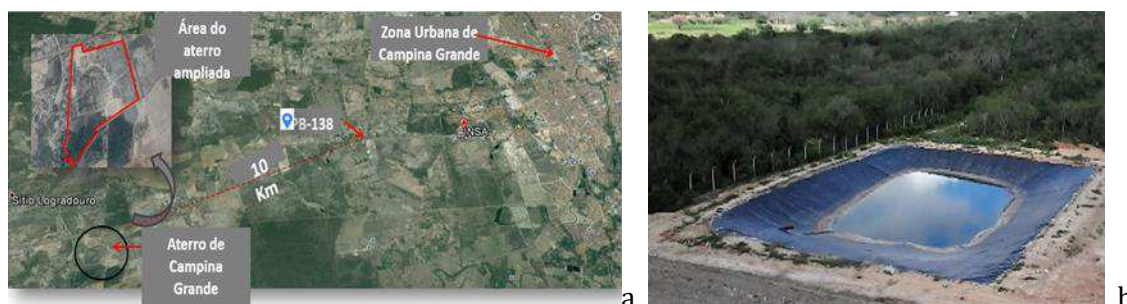 Área do
aterro
ampliada
Zona Urbana de
Campina Grande
PB-138
INSA
10
Km
Sítio Logradouro
Aterro de
Campina
Grande
a
b